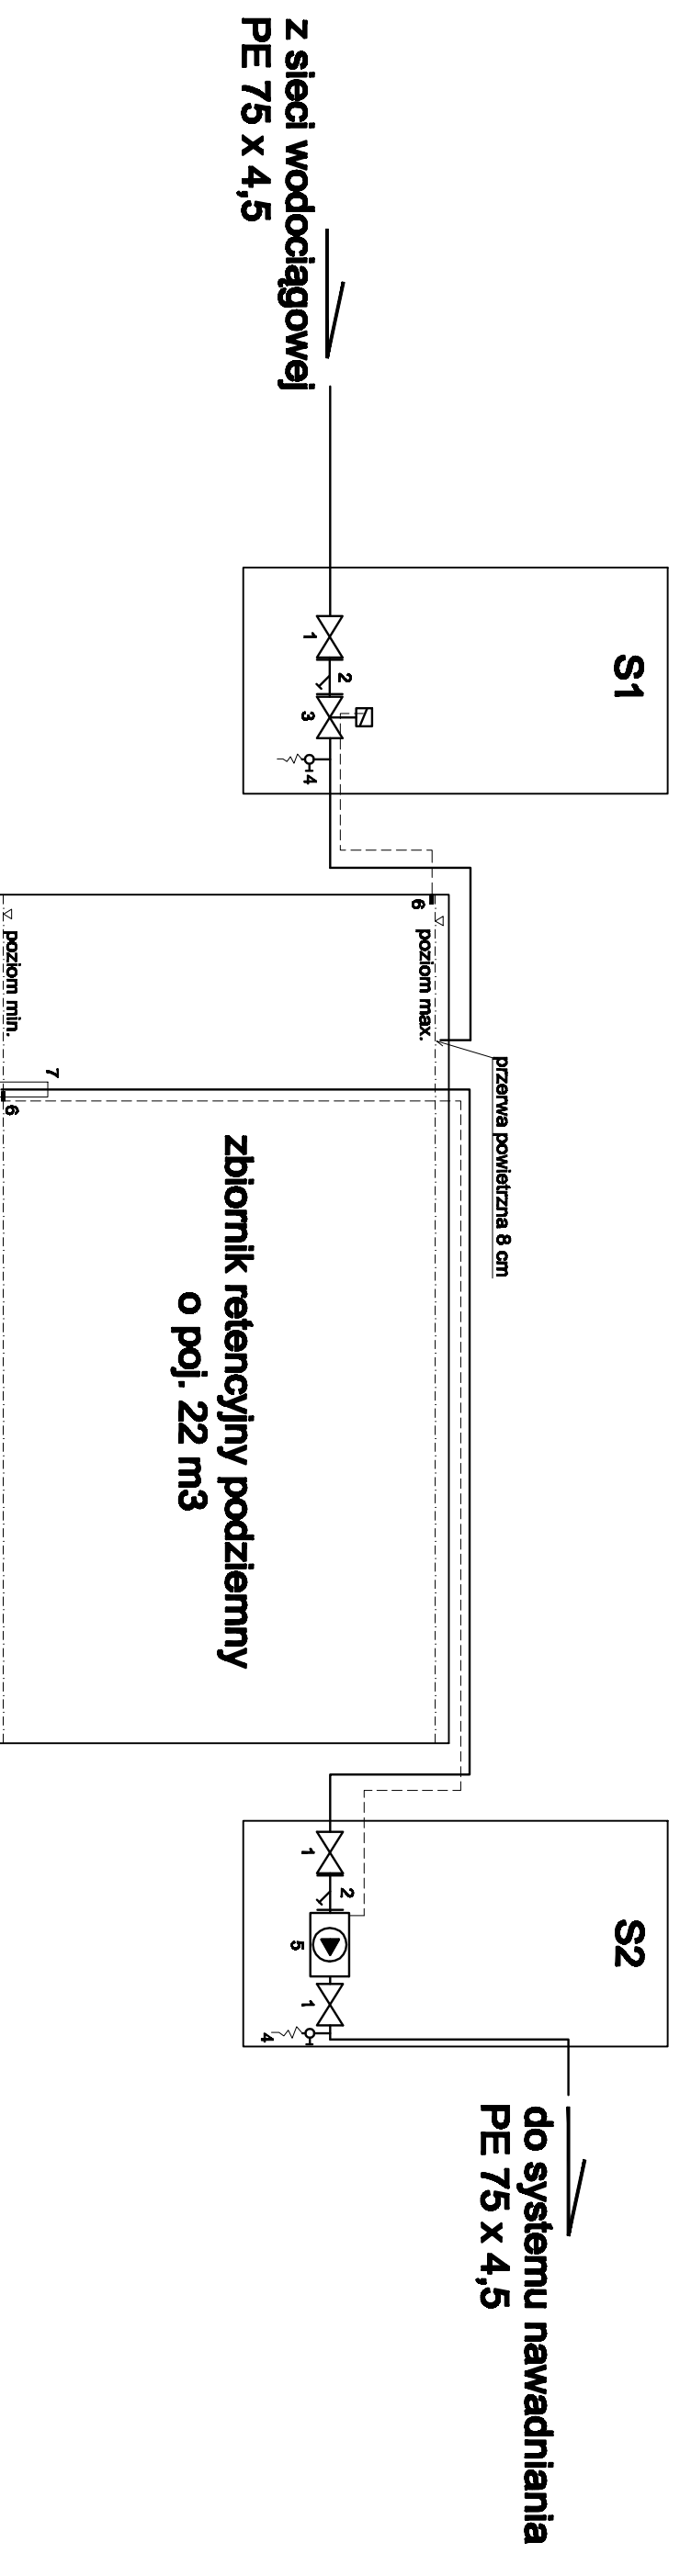 z sieci wodociągowej
PE 75 x 4,5
S1
1
2
3
4
6
poziom max.
przerwa powietrzna 8 cm
poziom min.
7
6
zbiornik retencyjny podziemny
o poj. 22 m3
S2
1
2
5
1
4
do systemu nawadniania
PE 75 x 4,5